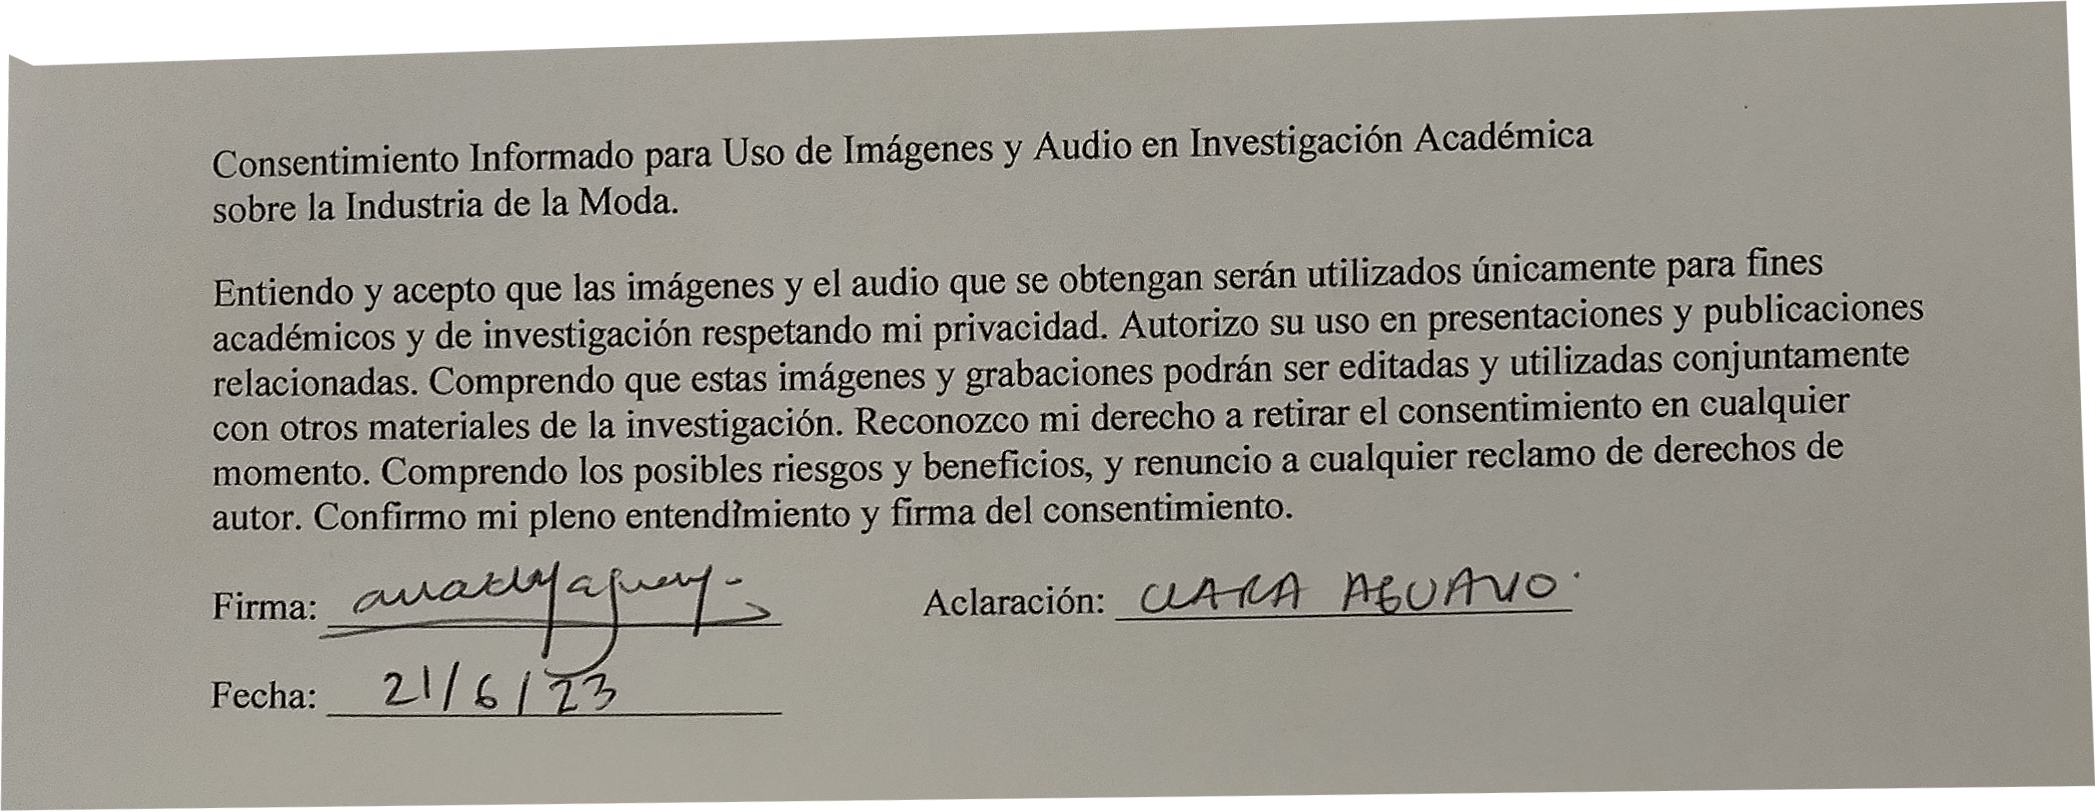 Consentimiento Informado para Uso de Imágenes y Audio en Investigación Académica
sobre la Industria de la Moda.
Entiendo y acepto que las imágenes y el audio que se obtengan serán utilizados únicamente para fines
académicos y de investigación respetando mi privacidad. Autorizo su uso en presentaciones y publicaciones
relacionadas. Comprendo que estas imágenes y grabaciones podrán ser editadas y utilizadas conjuntamente
con otros materiales de la investigación. Reconozco mi derecho a retirar el consentimiento en cualquier
momento. Comprendo los posibles riesgos y beneficios, y renuncio a cualquier reclamo de derechos de
autor. Confirmo mi pleno entendimiento y firma del consentimiento.
Firma: Aclaración: CLARA AGUAYO.
Fecha: 21/6/23